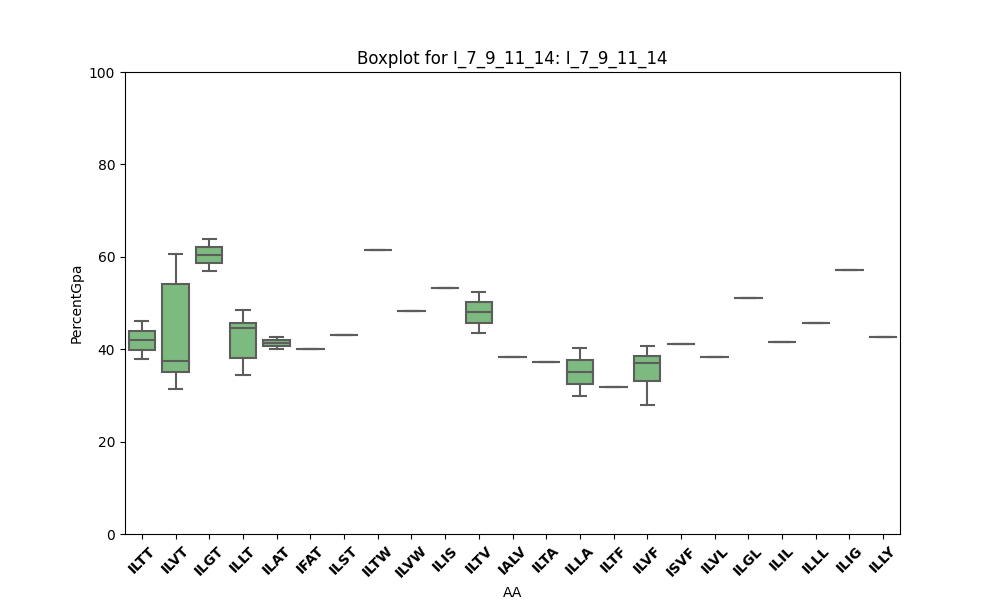 Boxplot for I_7_9_11_14: I_7_9_11_14
100
80
60
40
20
0
PercentGpa
ILTT ILVT ILGT ILLT ILAT IFAT ILST ILTW ILVW ILIS ILTV IALV ILTA ILLA ILTF ILVF ISVF ILVL ILGL ILIL ILLL ILIG ILLY
AA